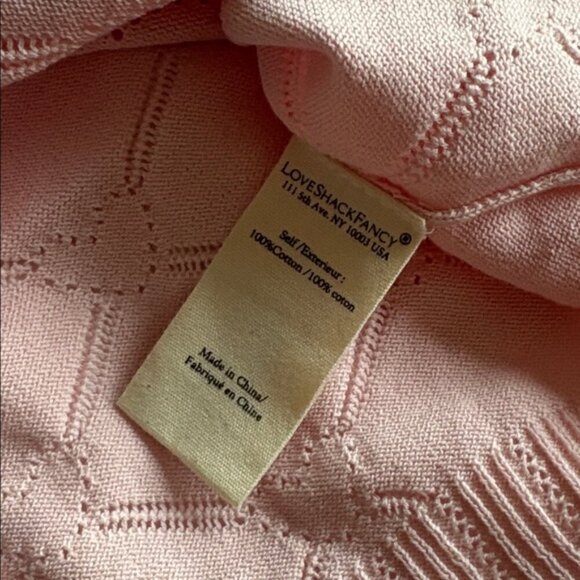 LOVESHACKFANCY®
111 5th Ave. NY 10003 USA
Self /Exterieur :
100%Cotton /100% coton
Made in China/
Fabriqué en Chine